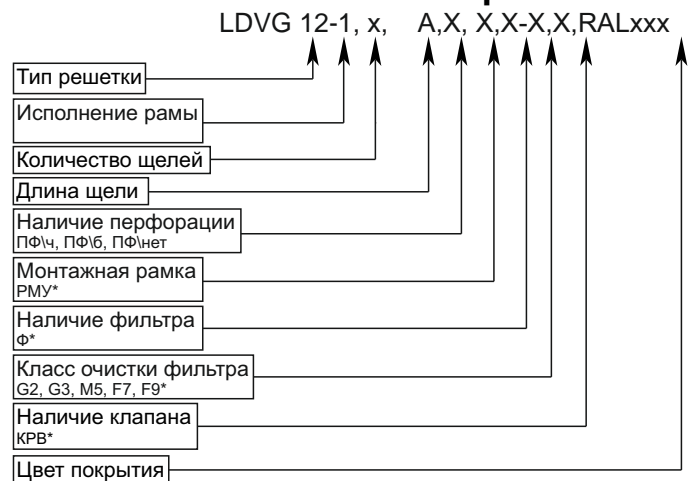 LDVG 12-1, x, A,X, X,X-X,X,RALxxx
Тип решетки
Исполнение рамы
Количество щелей
Длина щели
Наличие перфорации
ПФ\ч, ПФ\б, ПФ\нет
Монтажная рамка
РМУ*
Наличие фильтра
Ф*
Класс очистки фильтра
G2, G3, M5, F7, F9*
Наличие клапана
КРВ*
Цвет покрытия